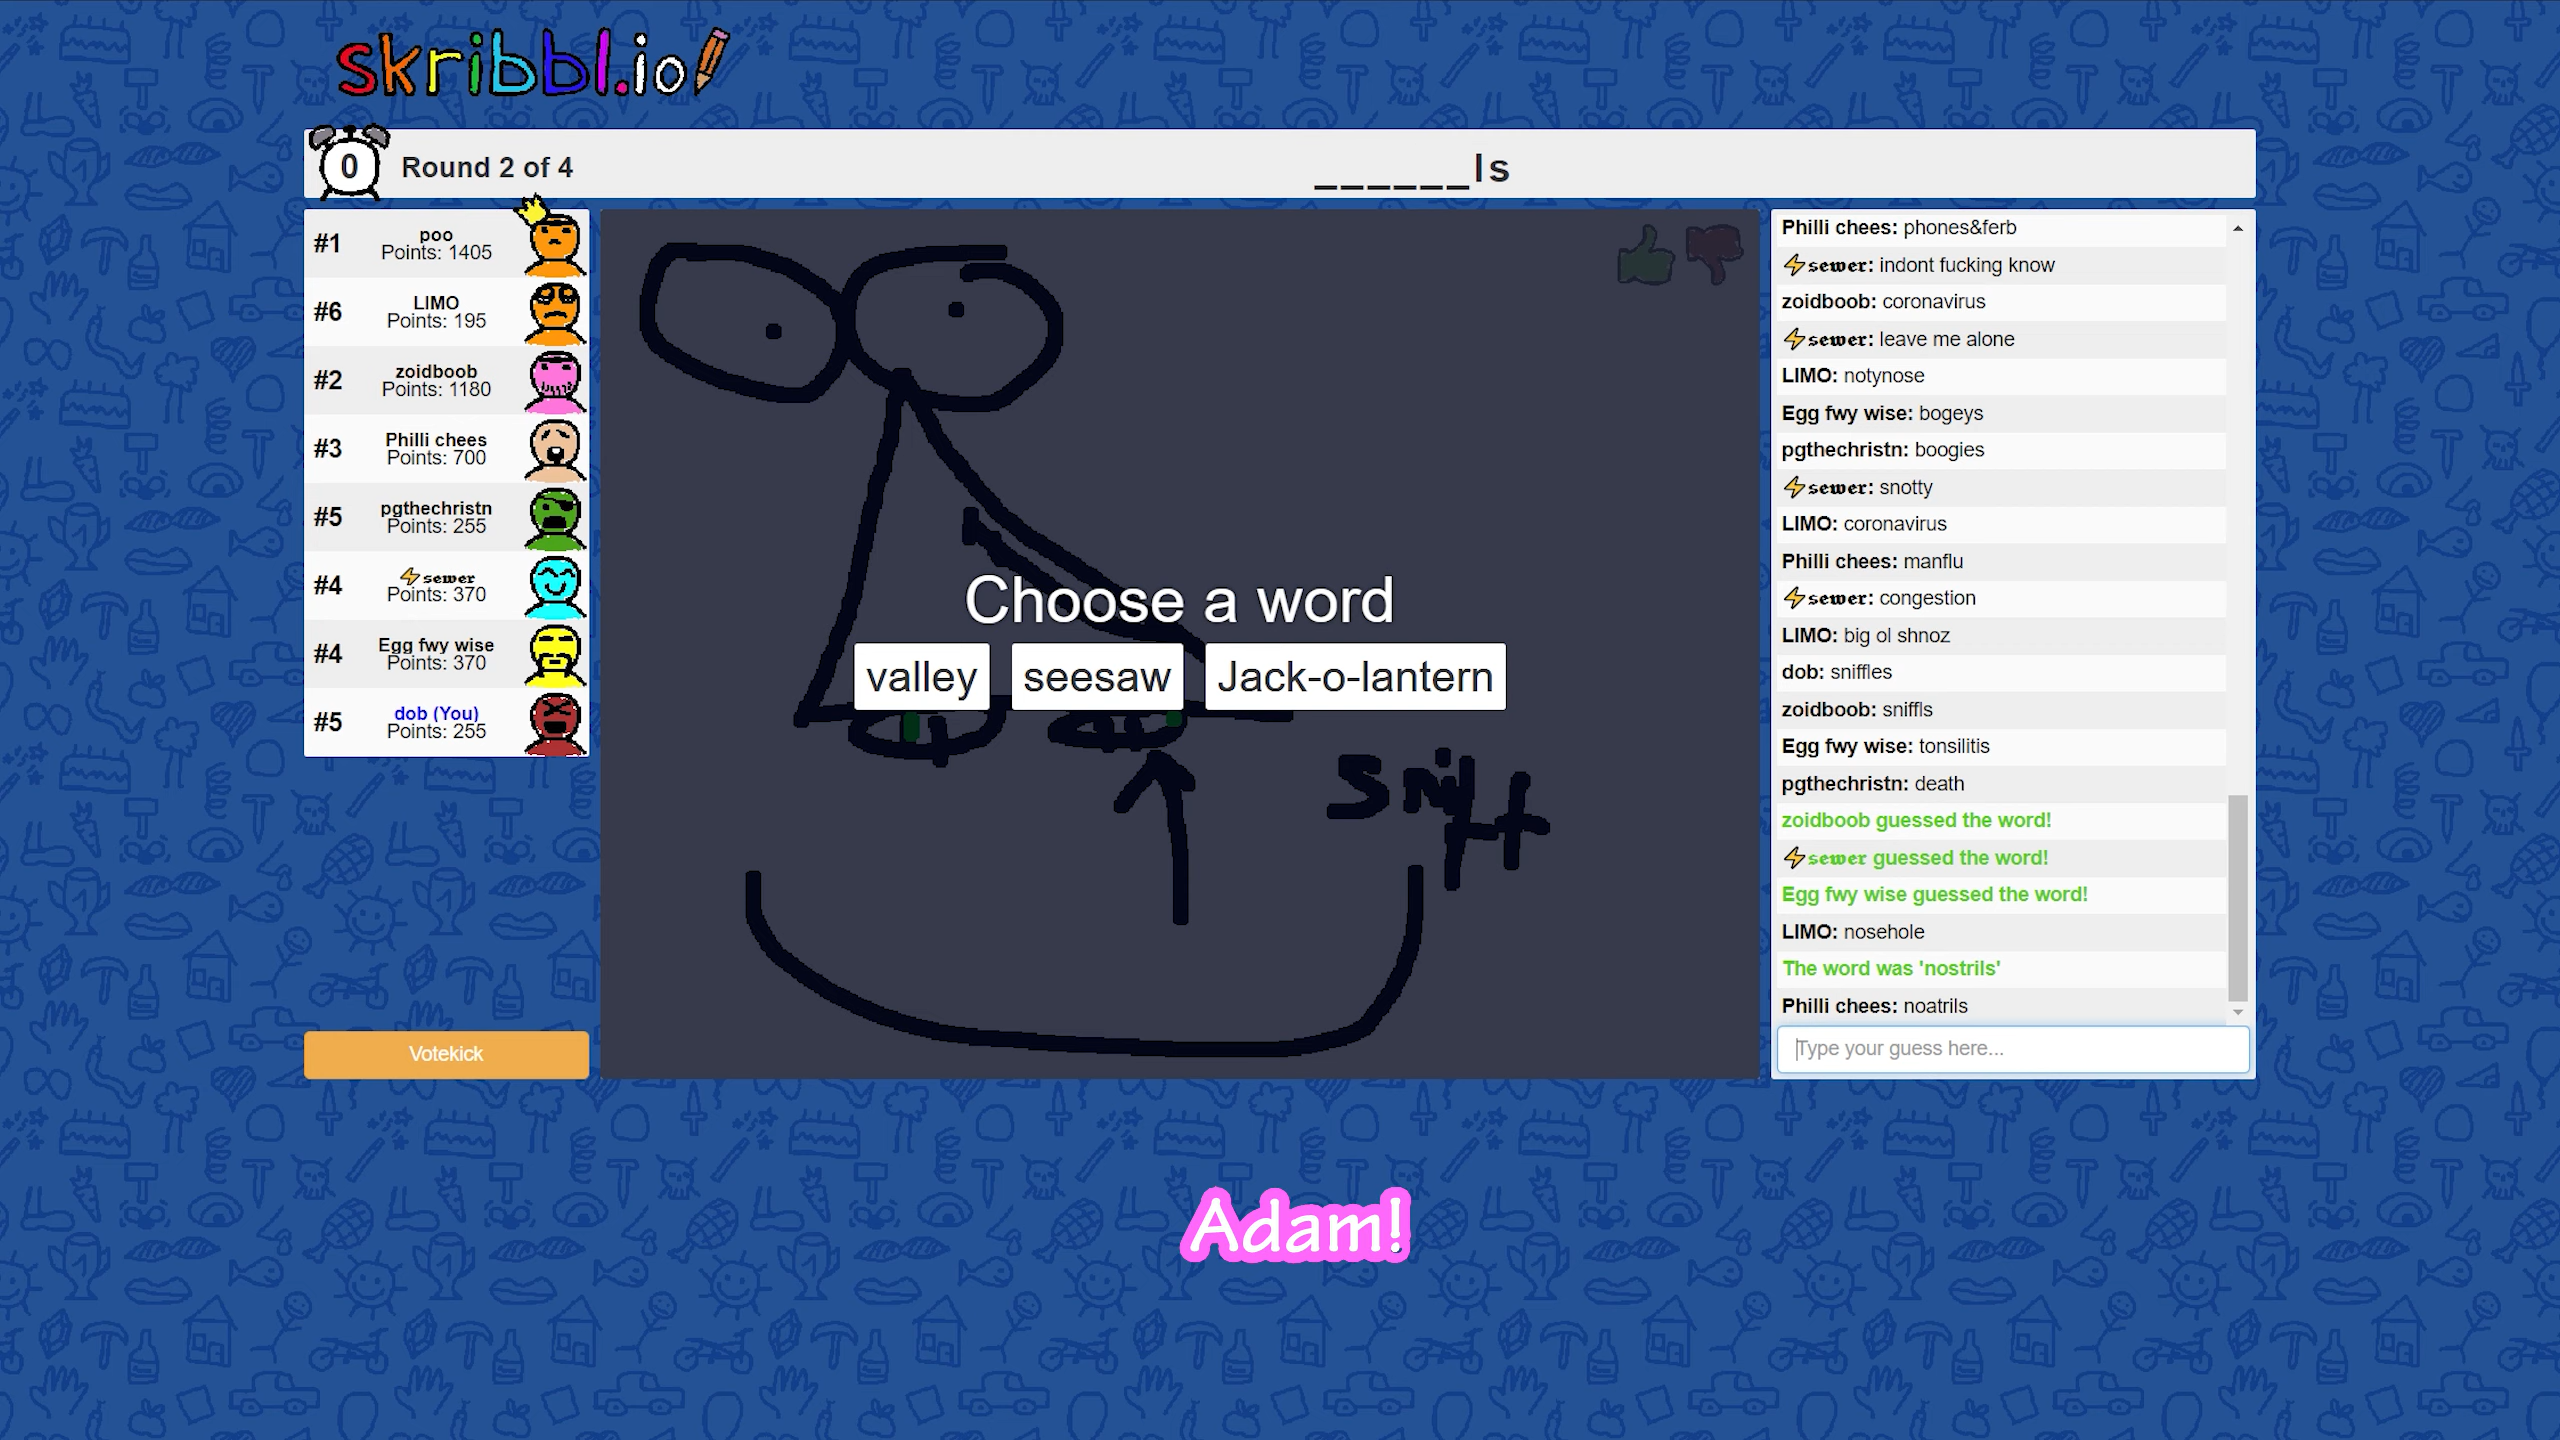 skribbl.io
0
Round 2 of 4
______ls
#1
poo
Points: 1405
#6
LIMO
Points: 195
#2
zoidboob
Points: 1180
#3
Philli chees
Points: 700
#5
pgthechristn
Points: 255
#4
⚡sewer
Points: 370
#4
Egg fwy wise
Points: 370
#5
dob (You)
Points: 255
Votekick
Choose a word
valley seesaw Jack-o-lantern
Sniff
Philli chees: phones&ferb
⚡sewer: indont fucking know
zoidboob: coronavirus
⚡sewer: leave me alone
LIMO: notynose
Egg fwy wise: bogeys
pgthechristn: boogies
⚡sewer: snotty
LIMO: coronavirus
Philli chees: manflu
⚡sewer: congestion
LIMO: big ol shnoz
dob: sniffles
zoidboob: sniffls
Egg fwy wise: tonsilitis
pgthechristn: death
zoidboob guessed the word!
⚡sewer guessed the word!
Egg fwy wise guessed the word!
LIMO: nosehole
The word was 'nostrils'
Philli chees: noatrils
Type your guess here...
Adam!